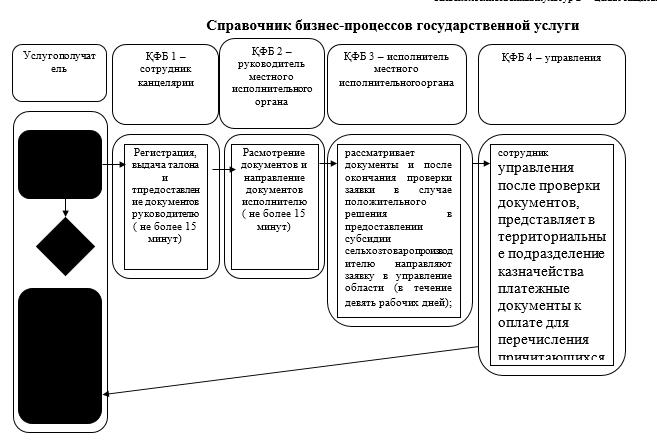 Справочник бизнес-процессов государственной услуги
Услугополучат
ель
ҚФБ 1 –
сотрудник
канцелярии
ҚФБ 2 –
руководитель
местного
исполнительного
органа
ҚФБ 3 – исполнитель
местного
исполнительногооргана
ҚФБ 4 – управления
Регистрация,
выдача талона
и
тпредоставлен
ие документов
руководителю
( не более 15
минут)
Расмотрение
документов и
направление
документов
исполнителю
( не более 15
минут)
рассматривает
документы и после
окончания проверки
заявки в случае
положительного
решения в
предоставлении
субсидии
сельхозтоваропроизвод
ителю направляют
заявку в управление
области (в течение
девять рабочих дней);
сотрудник
управления
после проверки
документов,
представляет в
территориальны
е подразделение
казначейства
платежные
документы к
оплате для
перечисления
причитающихся